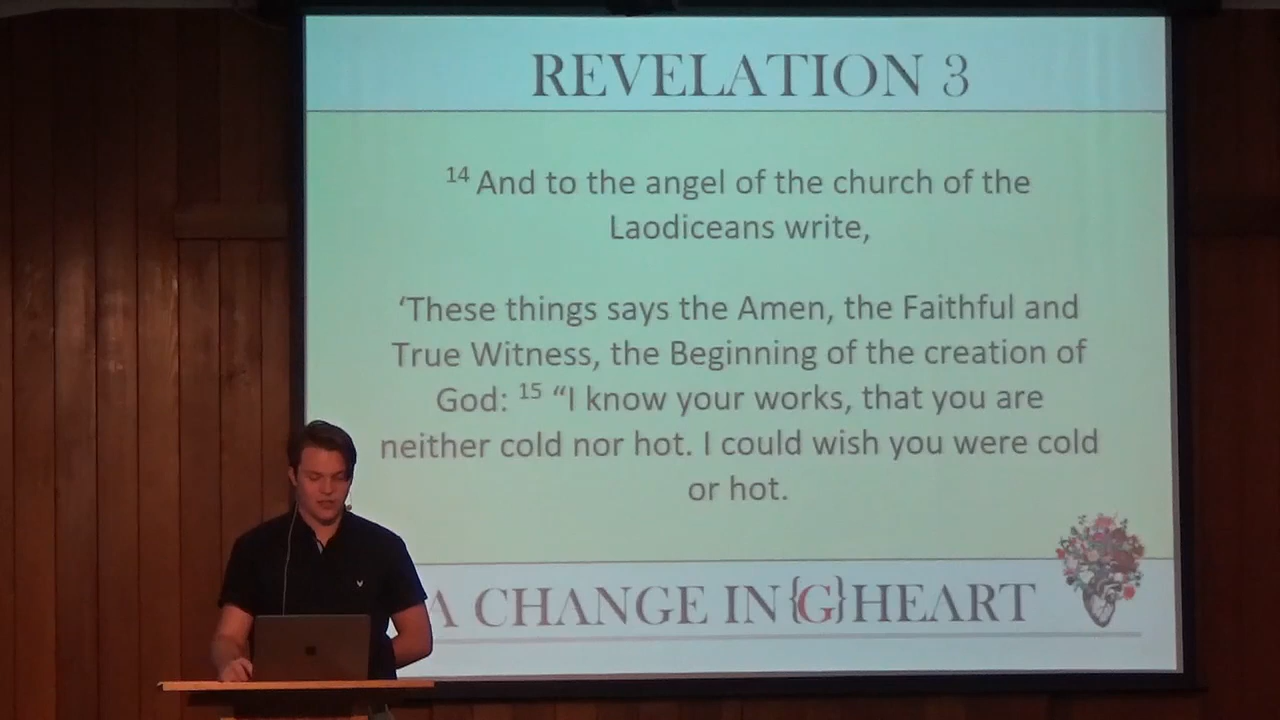 REVELATION 3
14 And to the angel of the church of the
Laodiceans write,
‘These things says the Amen, the Faithful and
True Witness, the Beginning of the creation of
God: 15 “I know your works, that you are
neither cold nor hot. I could wish you were cold
or hot.
A CHANGE IN{G}HEART